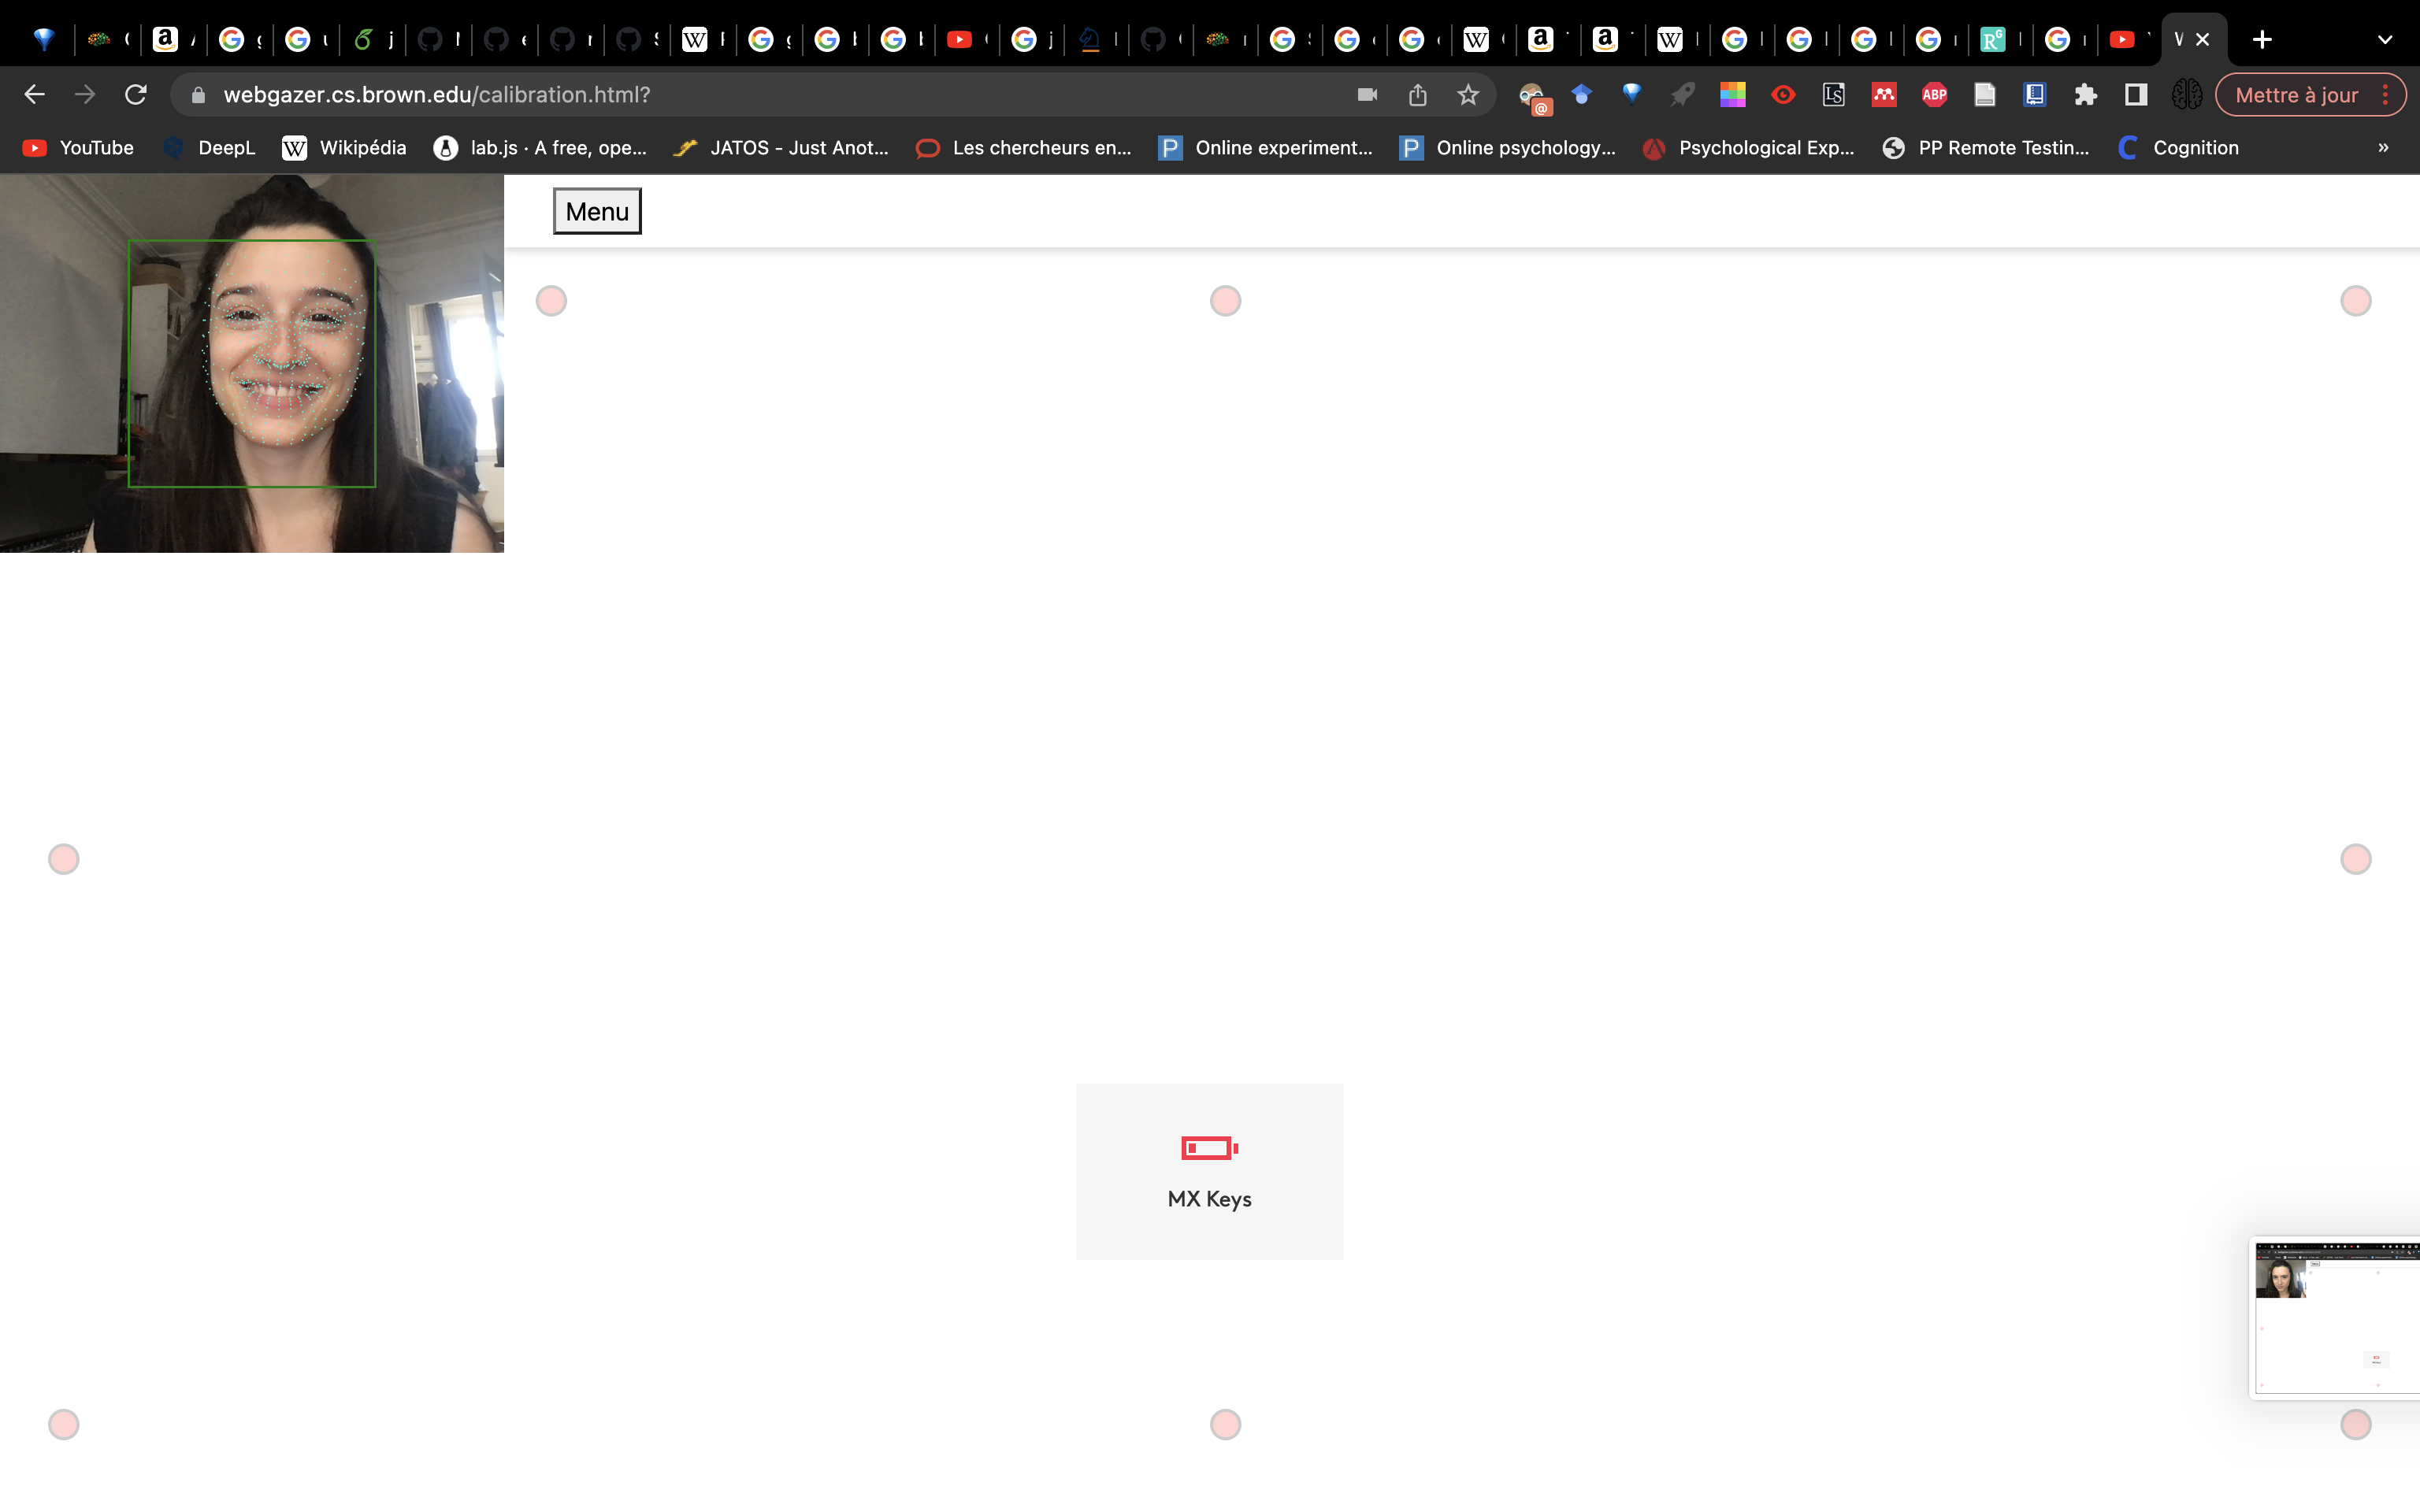 webgazer.cs.brown.edu/calibration.html?
Mettre à jour
YouTube
DeepL
Wikipédia
lab.js · A free, ope...
JATOS - Just Anot...
Les chercheurs en...
Online experiment...
Online psychology...
Psychological Exp...
PP Remote Testin...
Cognition
»
Menu
MX Keys